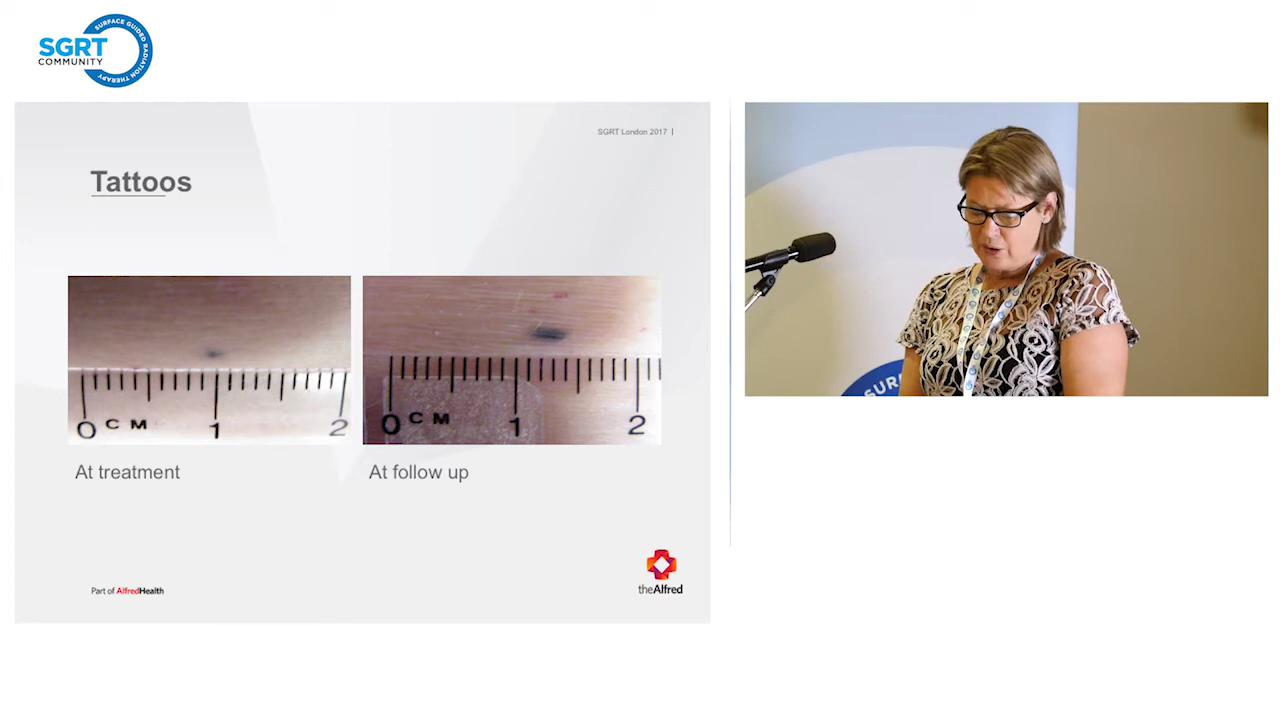 SGRT
COMMUNITY
SURFACE GUIDED
RADIATION THERAPY
SGRT London 2017
Tattoos
0 CM 1 2
0 CM 1 2
At treatment
At follow up
Part of AlfredHealth
theAlfred
SURF